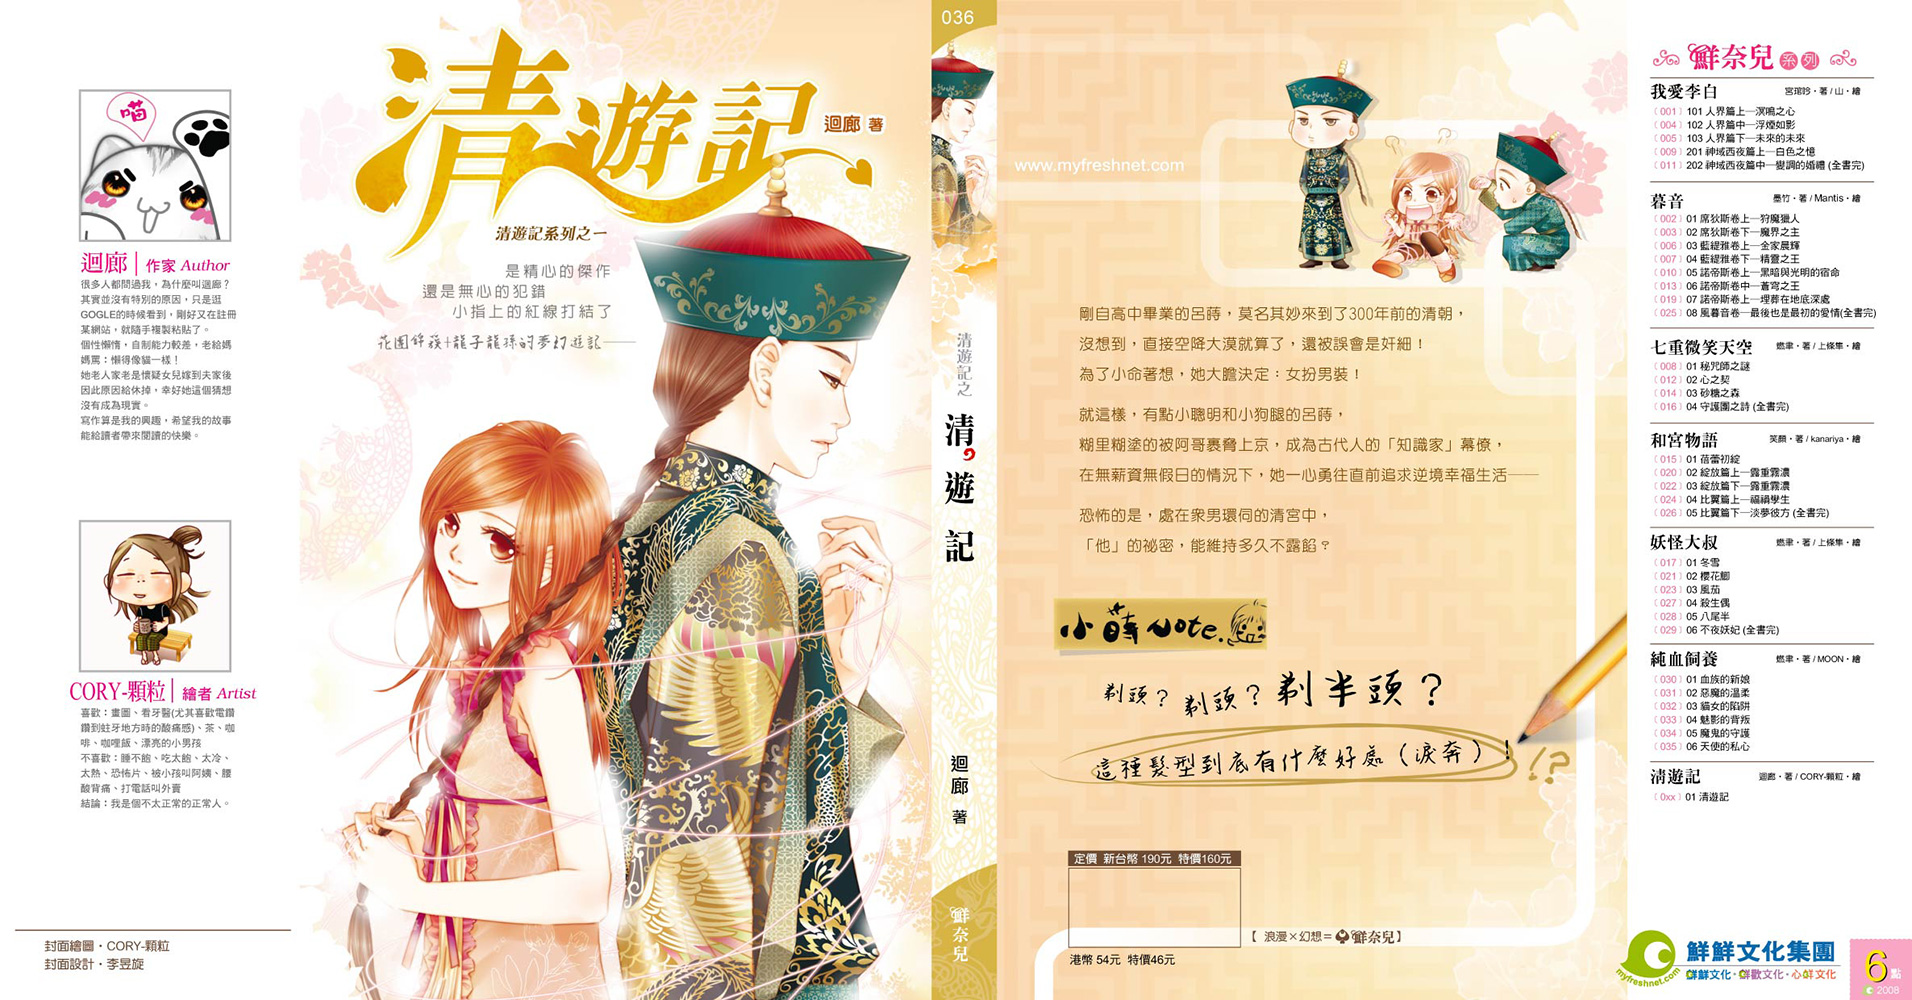 喵
迴廊 | 作家 Author
很多人都問過我，為什麼叫迴廊？
其實並沒有特別的原因，只是逛
GOGLE的時候看到，剛好又在註冊
某網站，就隨手複製粘貼了。
個性懶惰，自制能力較差，老給媽
媽罵：懶得像貓一樣！
她老人家老是懷疑女兒嫁到夫家後
因此原因給休掉，幸好她這個猜想
沒有成為現實。
寫作算是我的興趣，希望我的故事
能給讀者帶來閱讀的快樂。
CORY-顆粒 | 繪者 Artist
喜歡：畫圖、看牙醫(尤其喜歡電鑽
鑽到蛀牙地方時的酸痛感)、茶、咖
啡、咖哩飯、漂亮的小男孩
不喜歡：睡不飽、吃太飽、太冷、
太熱、恐怖片、被小孩叫阿姨、腰
酸背痛、打電話叫外賣
結論：我是個不太正常的正常人。
封面繪圖・CORY-顆粒
封面設計・李昱旋
清遊記
迴廊 著
清遊記系列之一
是精心的傑作
還是無心的犯錯
小指上的紅線打結了
花團錦簇+龍子龍孫的夢幻遊記——
036
清遊記之
清遊記
迴廊 著
鮮奈兒
www.myfreshnet.com
剛自高中畢業的呂蒔，莫名其妙來到了300年前的清朝，
沒想到，直接空降大漠就算了，還被誤會是奸細！
為了小命著想，她大膽決定：女扮男裝！
就這樣，有點小聰明和小狗腿的呂蒔，
糊里糊塗的被阿哥裹脅上京，成為古代人的「知識家」幕僚，
在無薪資無假日的情況下，她一心勇往直前追求逆境幸福生活——
恐怖的是，處在眾男環伺的清宮中，
「他」的祕密，能維持多久不露餡？
小蒔Note.
剃頭？剃頭？剃半頭？
這種髮型到底有什麼好處（淚奔）！!?
定價 新台幣 190元 特價160元
【 浪漫×幻想＝鮮奈兒】
港幣 54元 特價46元
鮮奈兒系列
我愛李白 宮琯吟・著 / 山・繪
〔001〕101 人界篇上─溟鳴之心
〔004〕102 人界篇中─浮煙如影
〔005〕103 人界篇下─未來的未來
〔009〕201 神域西夜篇上─白色之憶
〔011〕202 神域西夜篇中─變調的婚禮 (全書完)
暮音 墨竹・著 / Mantis・繪
〔002〕01 席狄斯卷上─狩魔獵人
〔003〕02 席狄斯卷下─魔界之主
〔006〕03 藍緹雅卷上─金家晨輝
〔007〕04 藍緹雅卷下─精靈之王
〔010〕05 諾帝斯卷上─黑暗與光明的宿命
〔013〕06 諾帝斯卷中─蒼穹之王
〔019〕07 諾帝斯卷上─埋葬在地底深處
〔025〕08 風暮音卷─最後也是最初的愛情(全書完)
七重微笑天空 燃聿・著 / 上條隼・繪
〔008〕01 秘咒師之謎
〔012〕02 心之契
〔014〕03 砂糖之森
〔016〕04 守護團之詩 (全書完)
和宮物語 笑顏・著 / kanariya・繪
〔015〕01 蓓蕾初綻
〔020〕02 綻放篇上─露重霧濃
〔022〕03 綻放篇下─露重霧濃
〔024〕04 比翼篇上─福禍學生
〔026〕05 比翼篇下─淡夢彼方 (全書完)
妖怪大叔 燃聿・著 / 上條隼・繪
〔017〕01 冬雪
〔021〕02 櫻花郿
〔023〕03 風茄
〔027〕04 殺生偶
〔028〕05 八尾半
〔029〕06 不夜妖妃 (全書完)
純血飼養 燃聿・著 / MOON・繪
〔030〕01 血族的新娘
〔031〕02 惡魔的溫柔
〔032〕03 貓女的陷阱
〔033〕04 魅影的背叛
〔034〕05 魔鬼的守護
〔035〕06 天使的私心
清遊記 迴廊・著 / CORY-顆粒・繪
〔0xx〕01 清遊記
myfreshnet.com
鮮鮮文化集團
鮮鮮文化・群歡文化・心鮮文化
6點
© 2008